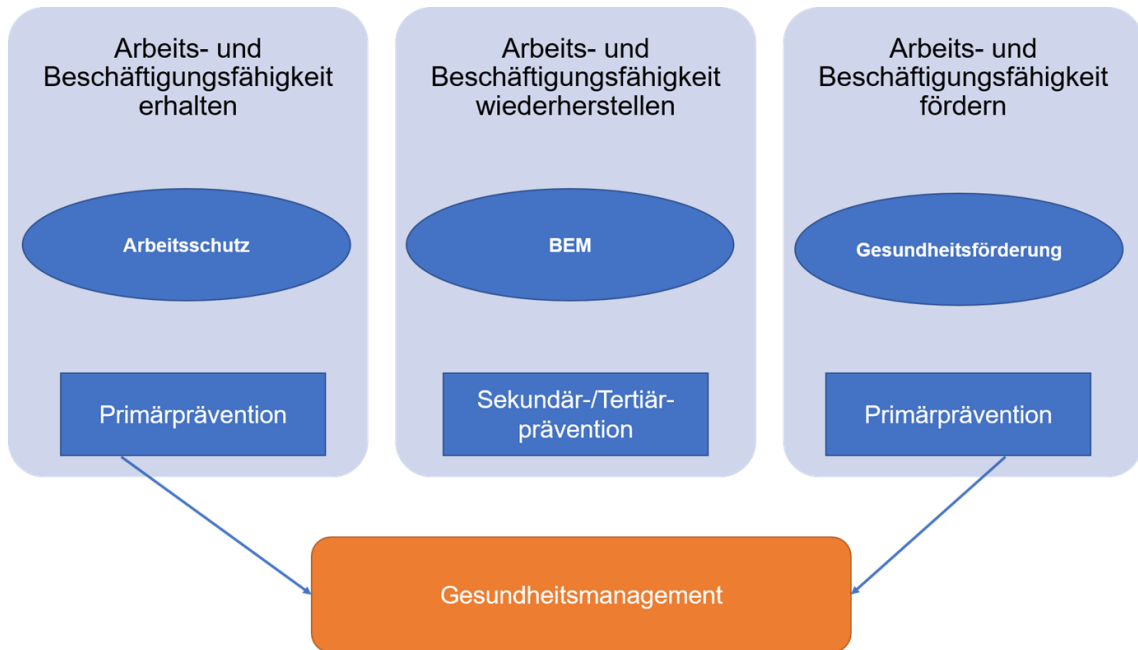 Arbeits- und
Beschäftigungsfähigkeit
erhalten
Arbeitsschutz
Primärprävention
Arbeits- und
Beschäftigungsfähigkeit
wiederherstellen
BEM
Sekundär-/Tertiär-
prävention
Arbeits- und
Beschäftigungsfähigkeit
fördern
Gesundheitsförderung
Primärprävention
Gesundheitsmanagement